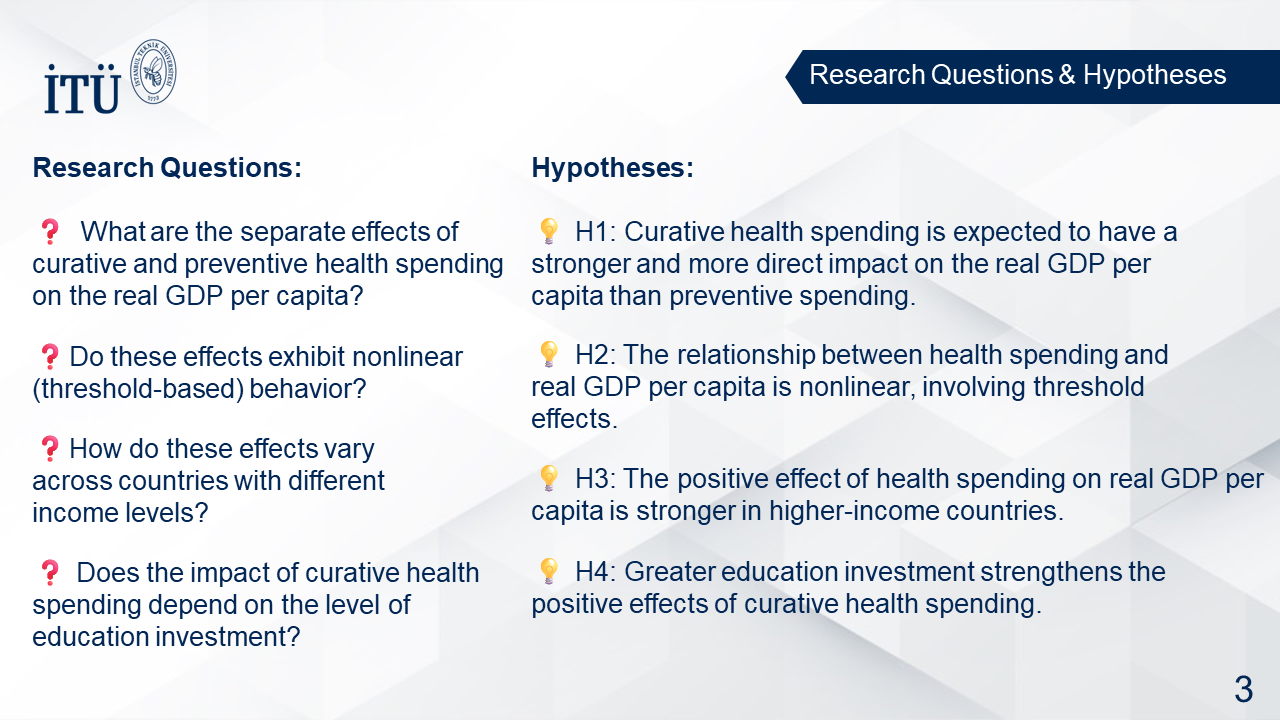 İTÜ
İSTANBUL TEKNİK ÜNİVERSİTESİ
1773
Research Questions & Hypotheses
Research Questions:
❓ What are the separate effects of
curative and preventive health spending
on the real GDP per capita?
❓ Do these effects exhibit nonlinear
(threshold-based) behavior?
❓ How do these effects vary
across countries with different
income levels?
❓ Does the impact of curative health
spending depend on the level of
education investment?
Hypotheses:
💡 H1: Curative health spending is expected to have a
stronger and more direct impact on the real GDP per
capita than preventive spending.
💡 H2: The relationship between health spending and
real GDP per capita is nonlinear, involving threshold
effects.
💡 H3: The positive effect of health spending on real GDP per
capita is stronger in higher-income countries.
💡 H4: Greater education investment strengthens the
positive effects of curative health spending.
3